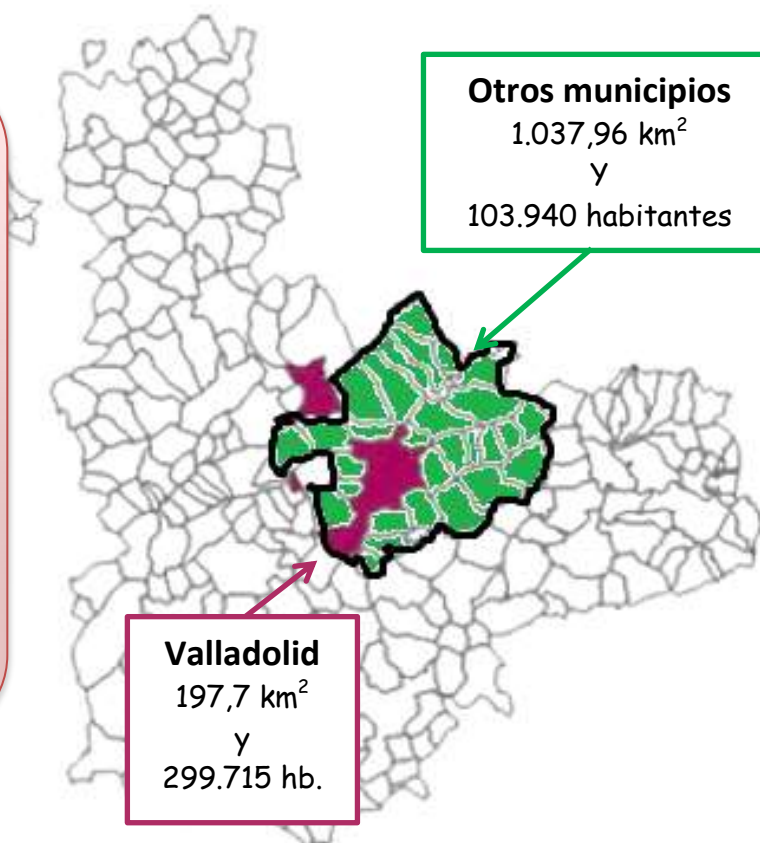 Otros municipios
1.037,96 km²
Y
103.940 habitantes
Valladolid
197,7 km²
y
299.715 hb.